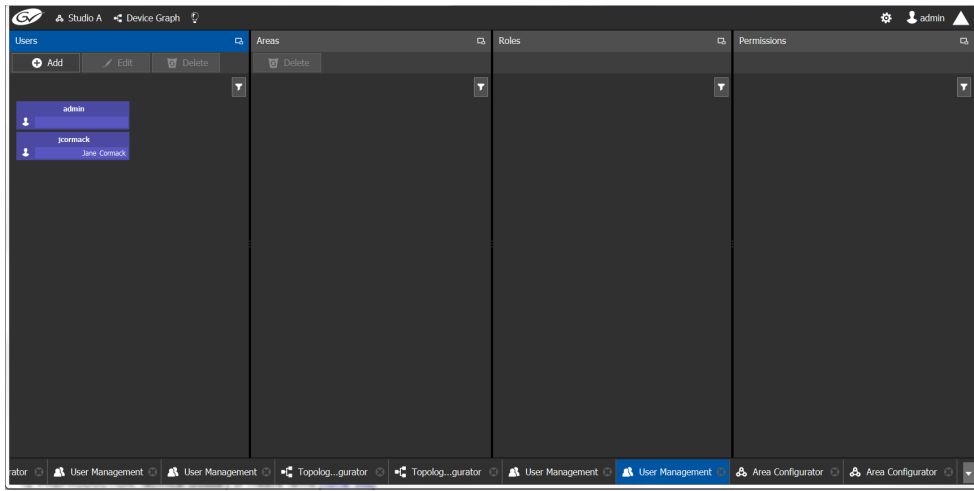 GV Studio A Device Graph admin
Users Areas Roles Permissions
Add Edit Delete Delete
admin
jcormack
Jane Cormack
rator User Management User Management Topolog...gurator Topolog...gurator User Management User Management Area Configurator Area Configurator